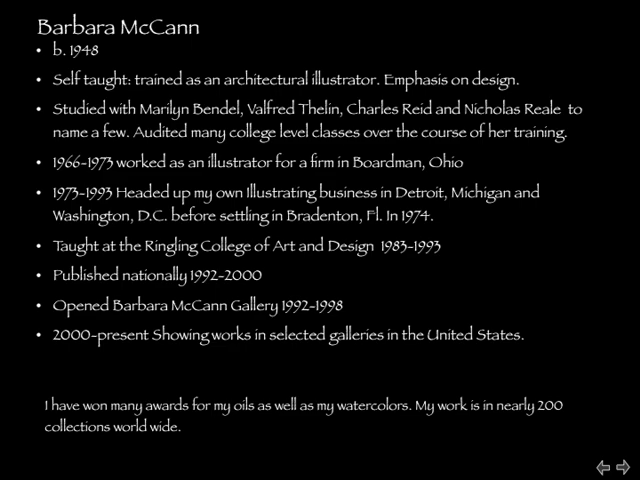 Barbara McCann
• b. 1948
• Self taught: trained as an architectural illustrator. Emphasis on design.
• Studied with Marilyn Bendel, Valfred Thelin, Charles Reid and Nicholas Reale to
name a few. Audited many college level classes over the course of her training.
• 1966-1973 worked as an illustrator for a firm in Boardman, Ohio
• 1973-1993 Headed up my own Illustrating business in Detroit, Michigan and
Washington, D.C. before settling in Bradenton, Fl. In 1974.
• Taught at the Ringling College of Art and Design 1983-1993
• Published nationally 1992-2000
• Opened Barbara McCann Gallery 1992-1998
• 2000-present Showing works in selected galleries in the United States.
I have won many awards for my oils as well as my watercolors. My work is in nearly 200
collections world wide.